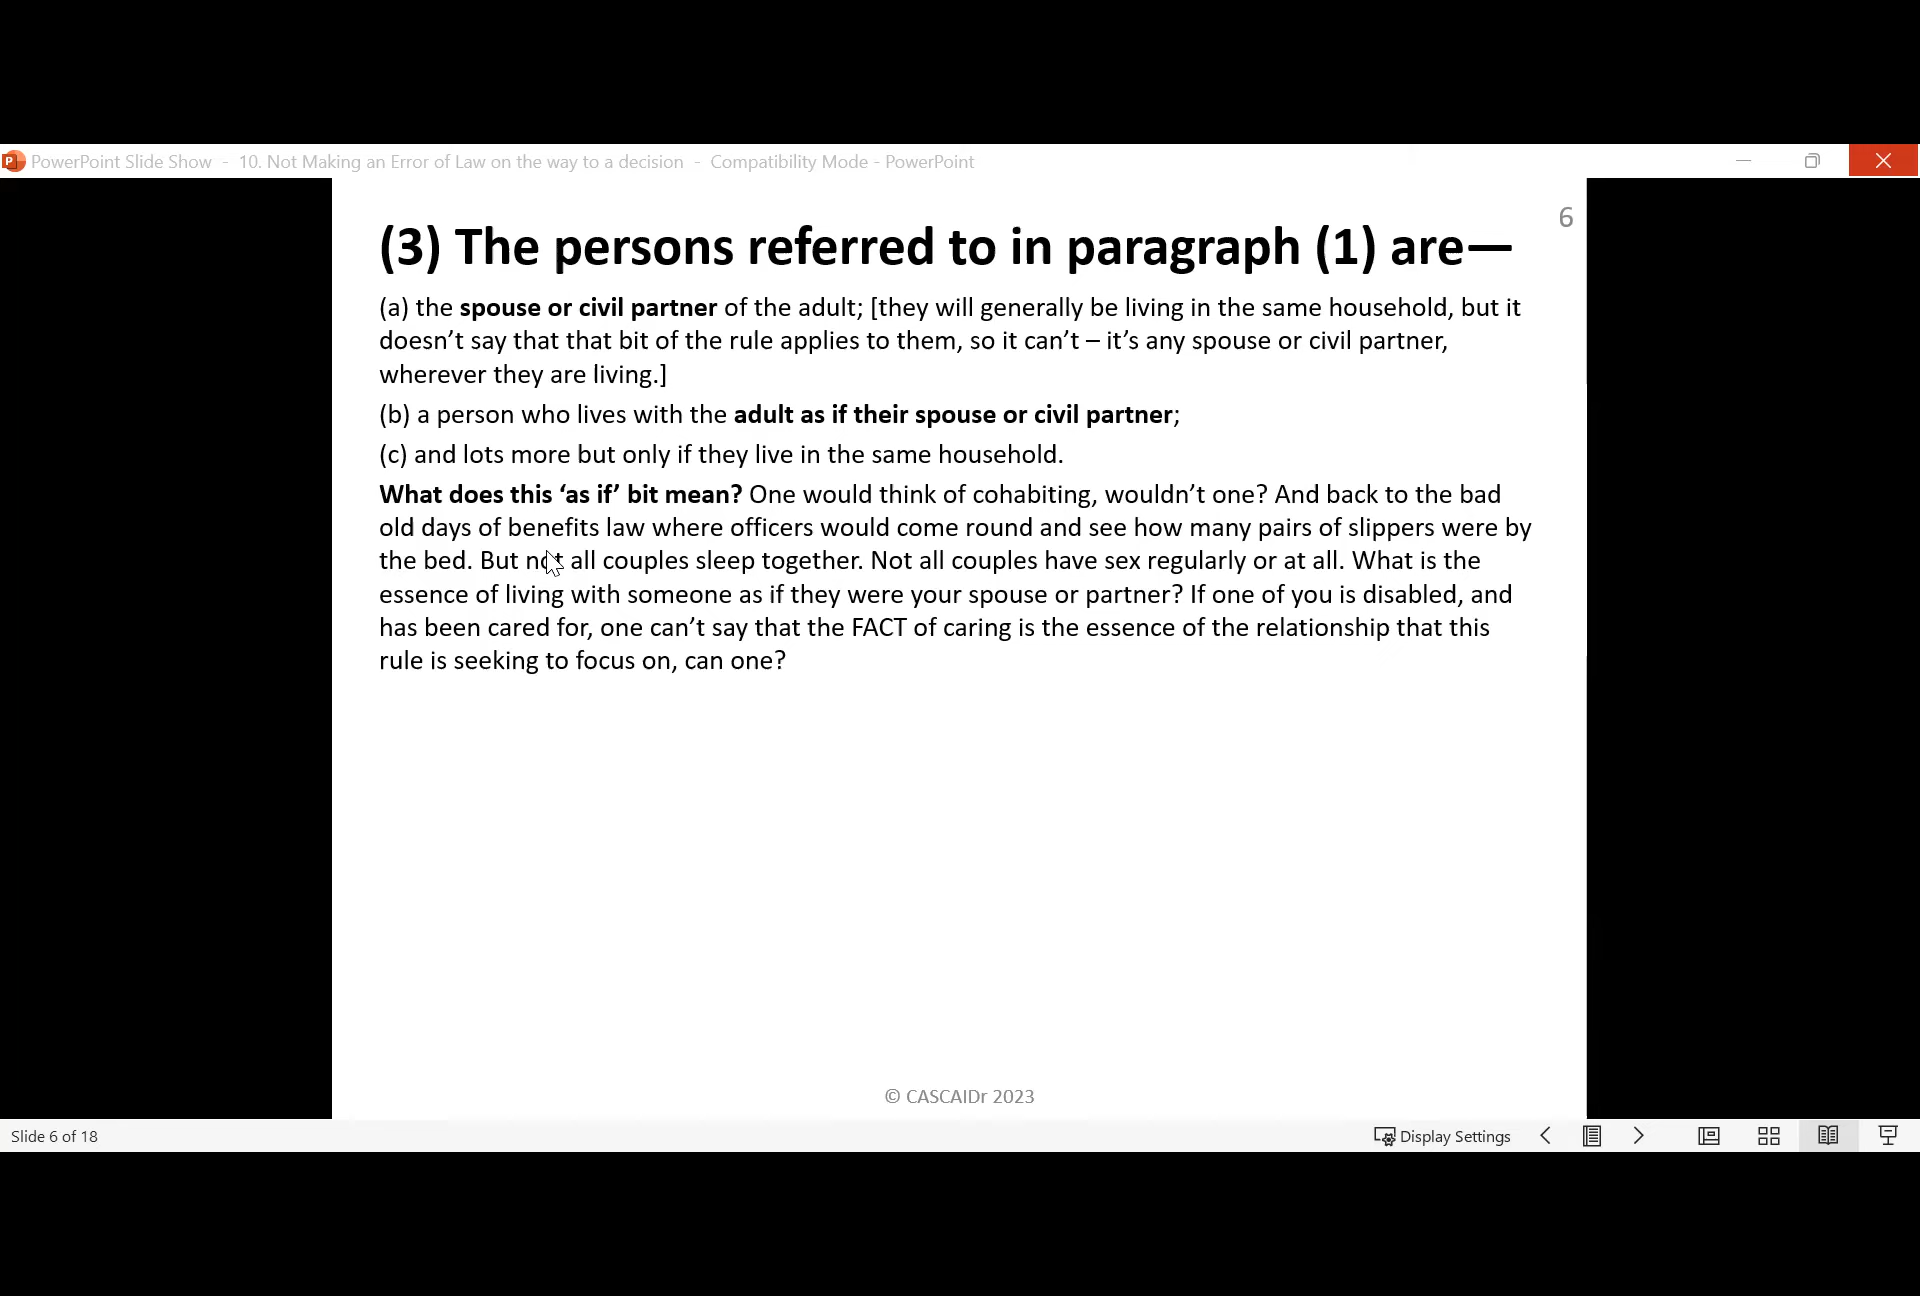 PowerPoint Slide Show - 10. Not Making an Error of Law on the way to a decision - Compatibility Mode - PowerPoint
6
(3) The persons referred to in paragraph (1) are—
(a) the spouse or civil partner of the adult; [they will generally be living in the same household, but it
doesn’t say that that bit of the rule applies to them, so it can’t – it’s any spouse or civil partner,
wherever they are living.]
(b) a person who lives with the adult as if their spouse or civil partner;
(c) and lots more but only if they live in the same household.
What does this ‘as if’ bit mean? One would think of cohabiting, wouldn’t one? And back to the bad
old days of benefits law where officers would come round and see how many pairs of slippers were by
the bed. But not all couples sleep together. Not all couples have sex regularly or at all. What is the
essence of living with someone as if they were your spouse or partner? If one of you is disabled, and
has been cared for, one can’t say that the FACT of caring is the essence of the relationship that this
rule is seeking to focus on, can one?
© CASCAIDr 2023
Slide 6 of 18
Display Settings